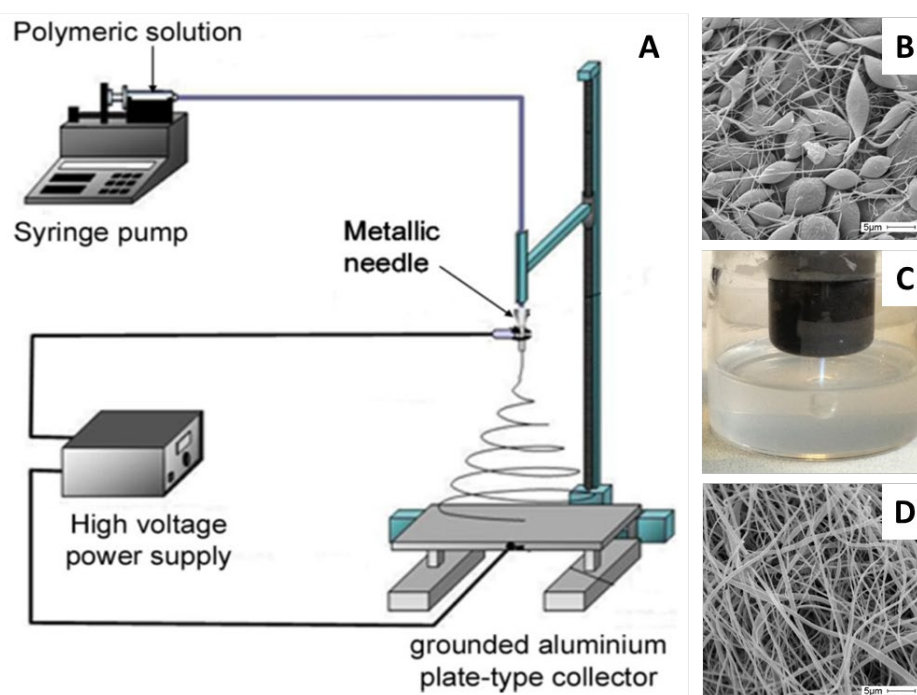 Polymeric solution
A
Syringe pump
Metallic
needle
High voltage
power supply
grounded aluminium
plate-type collector
B
5μm
C
D
5μm